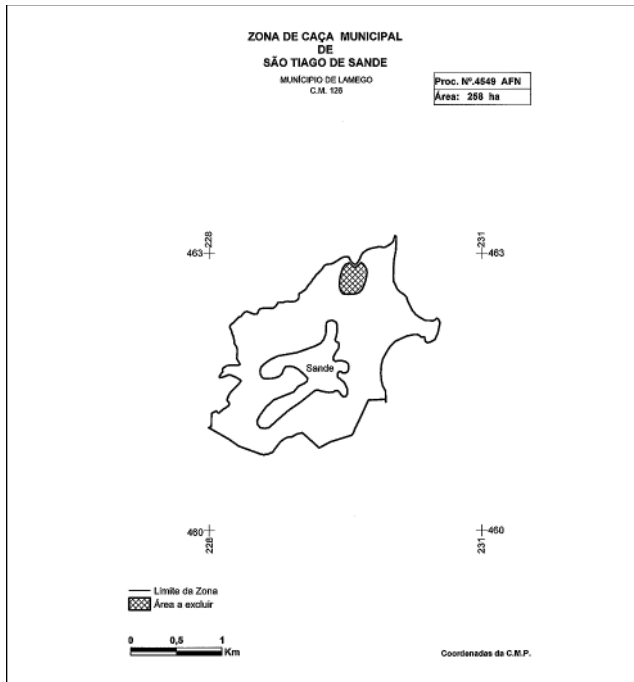 ZONA DE CAÇA MUNICIPAL
DE
SÃO TIAGO DE SANDE
MUNÍCIPIO DE LAMEGO
C.M. 126
Proc. Nº.4549 AFN
Área: 258 ha
228
463
231
463
Sande
460
228
460
231
Limite da Zona
Área a excluir
0 0,5 1
Km
Coordenadas da C.M.P.